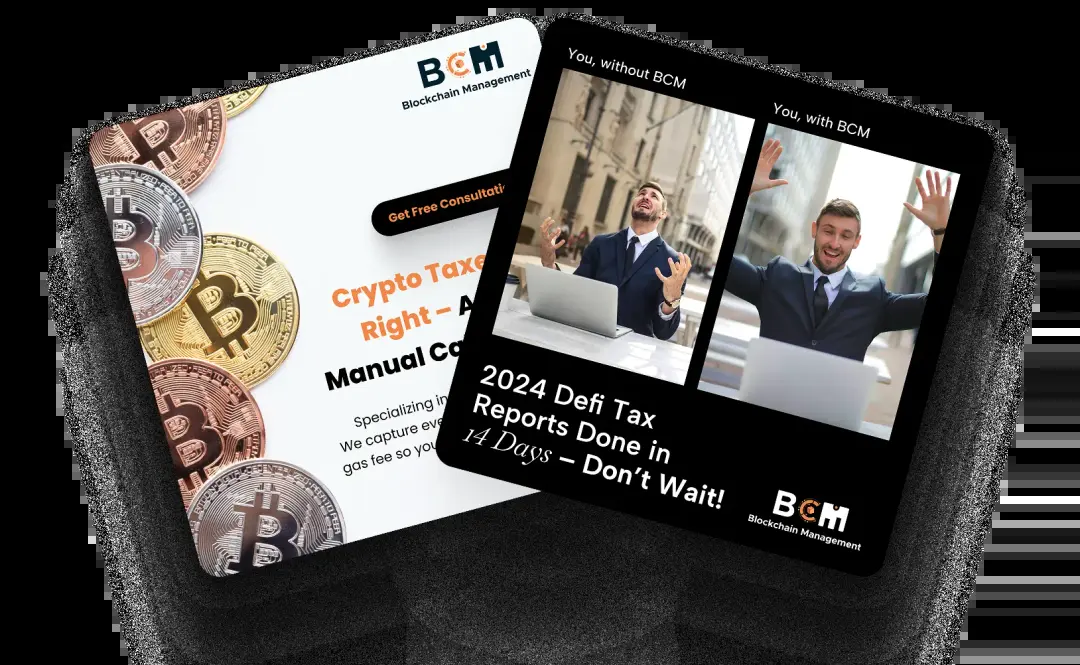 BCM
Blockchain Management
Get Free Consultati
Crypto Taxe
Right – A
Manual Ca
Specializing in
We capture eve
gas fee so you
You, without BCM
You, with BCM
2024 Defi Tax
Reports Done in
14 Days – Don't Wait!
BCM
Blockchain Management